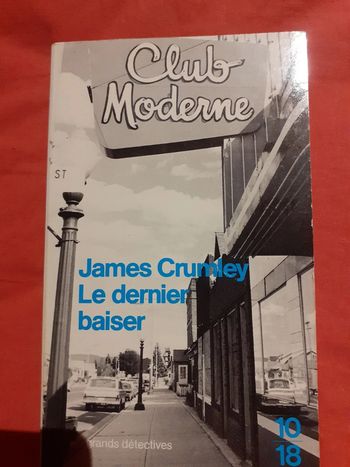 Club
Moderne
ST
James Crumley
Le dernier
baiser
grands détectives
10
18